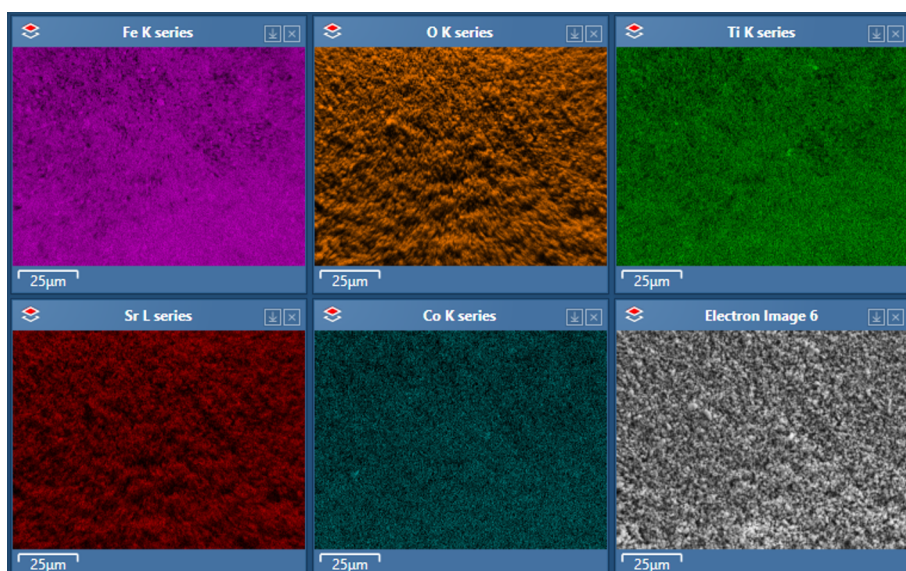 Fe K series
O K series
Ti K series
25µm
25µm
25µm
Sr L series
Co K series
Electron Image 6
25µm
25µm
25µm